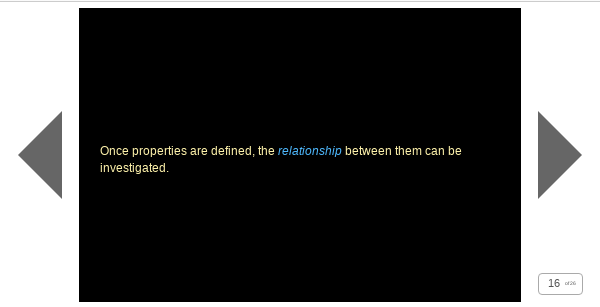 Once properties are defined, the relationship between them can be
investigated.
16 of 26